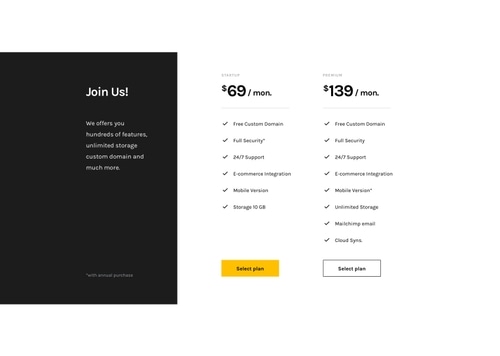 Join Us!
We offers you
hundreds of features,
unlimited storage
custom domain and
much more.
*with annual purchase
STARTUP
$69 / mon.
Free Custom Domain
Full Security*
24/7 Support
E-commerce Integration
Mobile Version
Storage 10 GB
Select plan
PREMIUM
$139 / mon.
Free Custom Domain
Full Security
24/7 Support
E-commerce Integration
Mobile Version*
Unlimited Storage
Mailchimp email
Cloud Sync.
Select plan